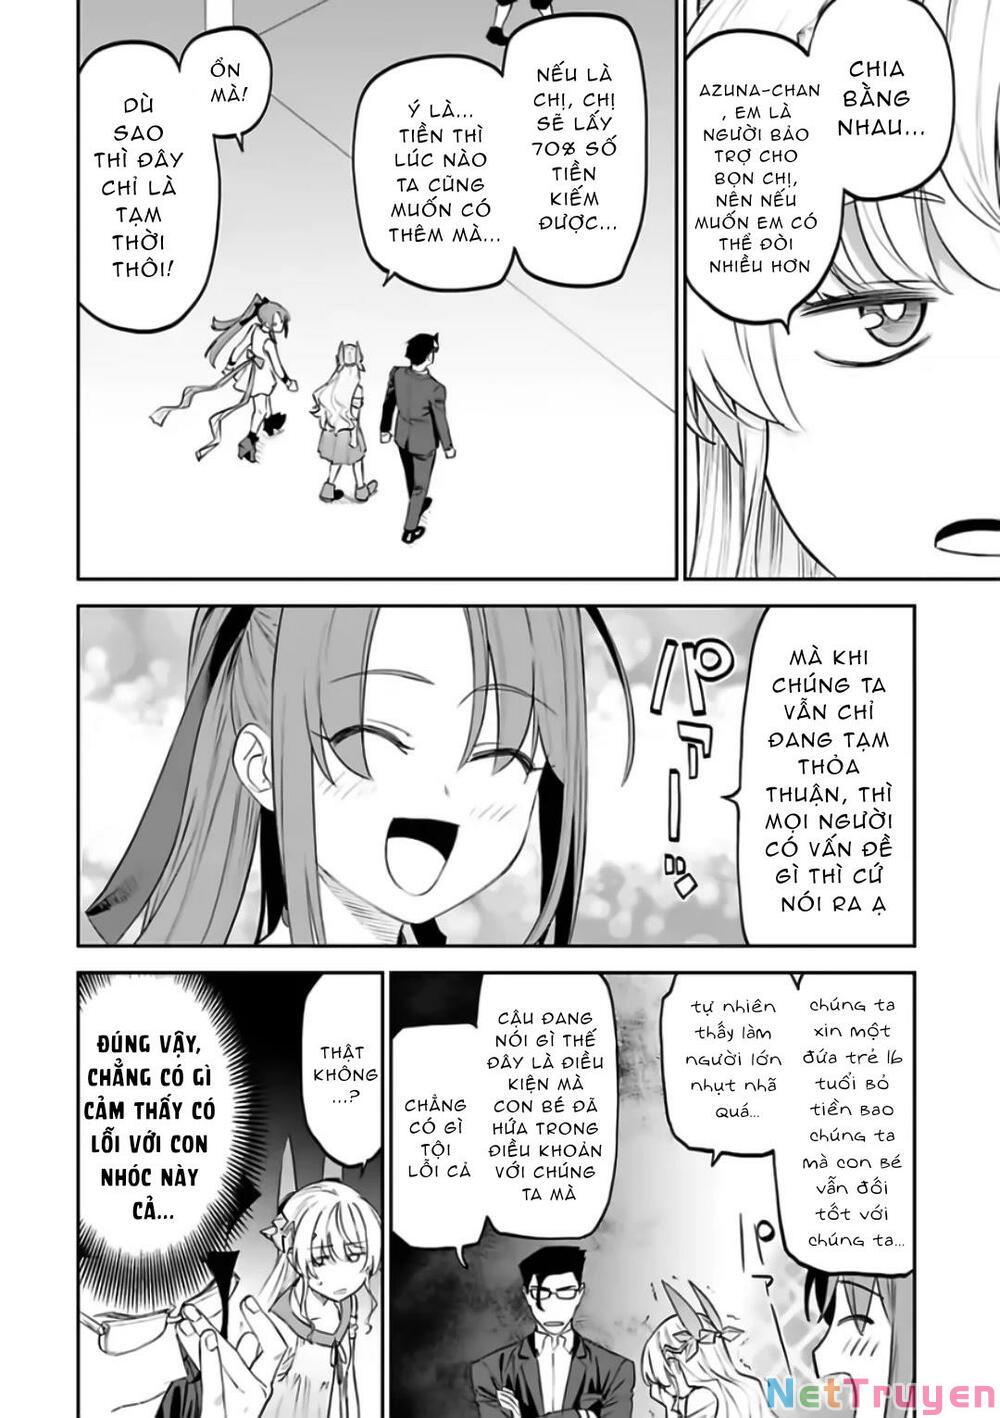 CHIA
BẰNG
NHAU...
AZUNA-CHAN
, EM LÀ
NGƯỜI BẢO
TRỢ CHO
BỌN CHỊ,
NÊN NẾU
MUỐN EM CÓ
THỂ ĐÒI
NHIỀU HƠN
NẾU LÀ
CHỊ, CHỊ
SẼ LẤY
70% SỐ
TIỀN
KIẾM
ĐƯỢC...
Ý LÀ...
TIỀN THÌ
LÚC NÀO
TA CŨNG
MUỐN CÓ
THÊM MÀ...
ỔN
MÀ!
DÙ
SAO
THÌ ĐÂY
CHỈ LÀ
TẠM
THỜI
THÔI!
MÀ KHI
CHÚNG TA
VẪN CHỈ
ĐANG TẠM
THỎA
THUẬN, THÌ
MỌI NGƯỜI
CÓ VẤN ĐỀ
GÌ THÌ CỨ
NÓI RA Ạ
パァーッ
chúng ta
xin một
đứa trẻ 16
tuổi bỏ
tiền bao
chúng ta
mà con bé
vẫn đối
tốt với
chúng ta...
tự nhiên
thấy làm
người lớn
nhụt nhã
quá...
CẬU ĐANG
NÓI GÌ THẾ
ĐÂY LÀ ĐIỀU
KIỆN MÀ
CON BÉ ĐÃ
HỨA TRONG
ĐIỀU KHOẢN
VỚI CHÚNG
TA MÀ
CHẲNG
CÓ GÌ
TỘI
LỖI CẢ
THẬT
KHÔNG
...?
ĐÚNG VẬY,
CHẲNG CÓ GÌ
CẢM THẤY CÓ
LỖI VỚI CON
NHÓC NÀY
CẢ...
NetTruyen